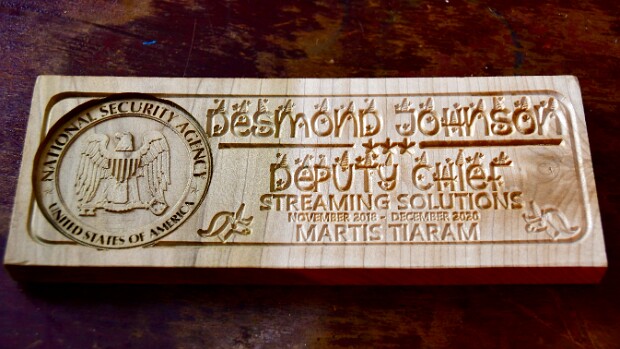 NATIONAL SECURITY AGENCY
UNITED STATES OF AMERICA
Desmond Johnson
Deputy Chief
STREAMING SOLUTIONS
NOVEMBER 2018 - DECEMBER 2020
MARTIS TIARAM